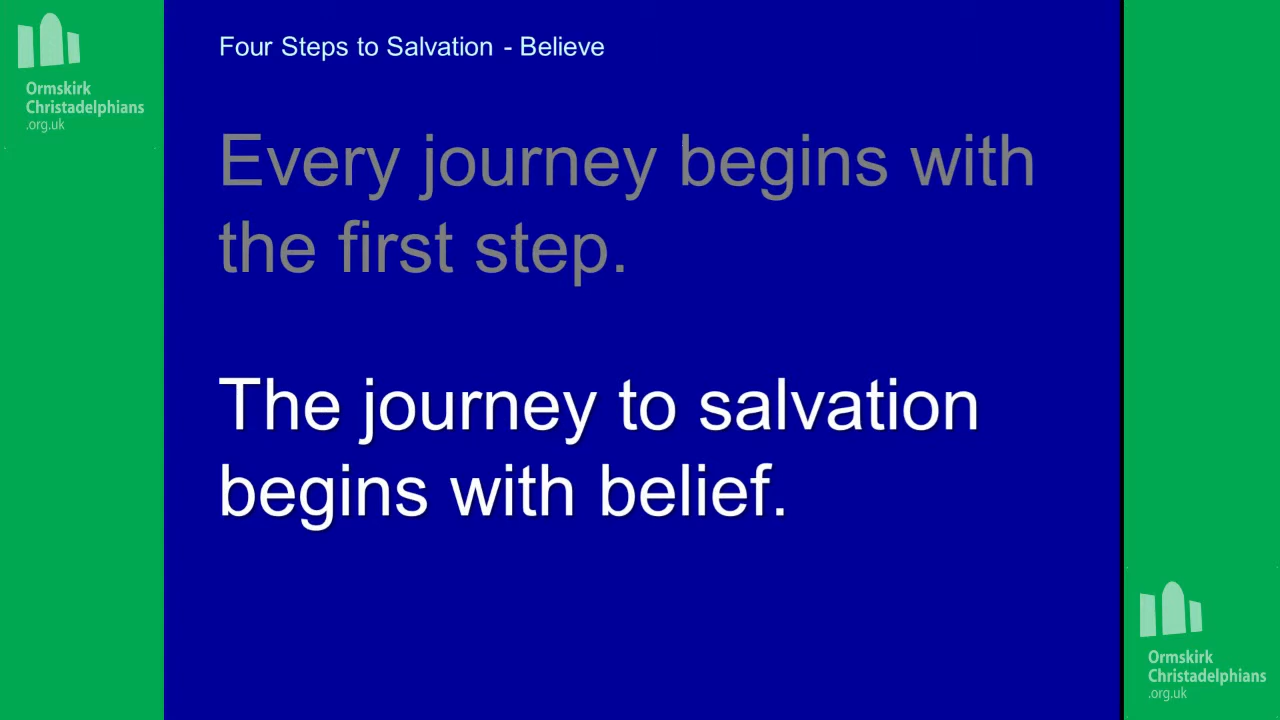 Ormskirk
Christadelphians
.org.uk
Four Steps to Salvation - Believe
Every journey begins with
the first step.
The journey to salvation
begins with belief.
Ormskirk
Christadelphians
.org.uk